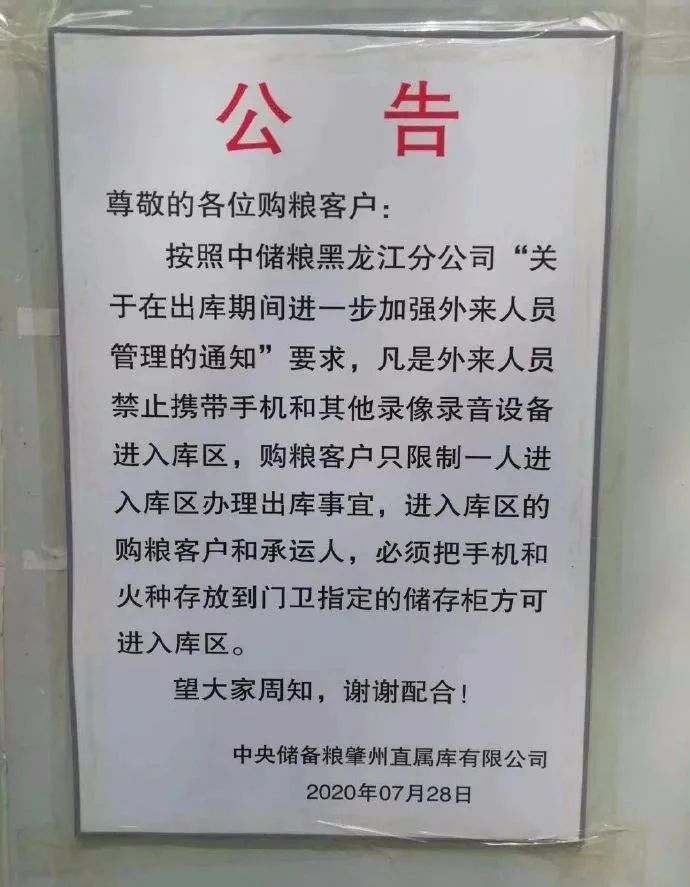 公 告
尊敬的各位购粮客户：
按照中储粮黑龙江分公司“关
于在出库期间进一步加强外来人员
管理的通知”要求，凡是外来人员
禁止携带手机和其他录像录音设备
进入库区，购粮客户只限制一人进
入库区办理出库事宜，进入库区的
购粮客户和承运人，必须把手机和
火种存放到门卫指定的储存柜方可
进入库区。
望大家周知，谢谢配合！
中央储备粮肇州直属库有限公司
2020年07月28日